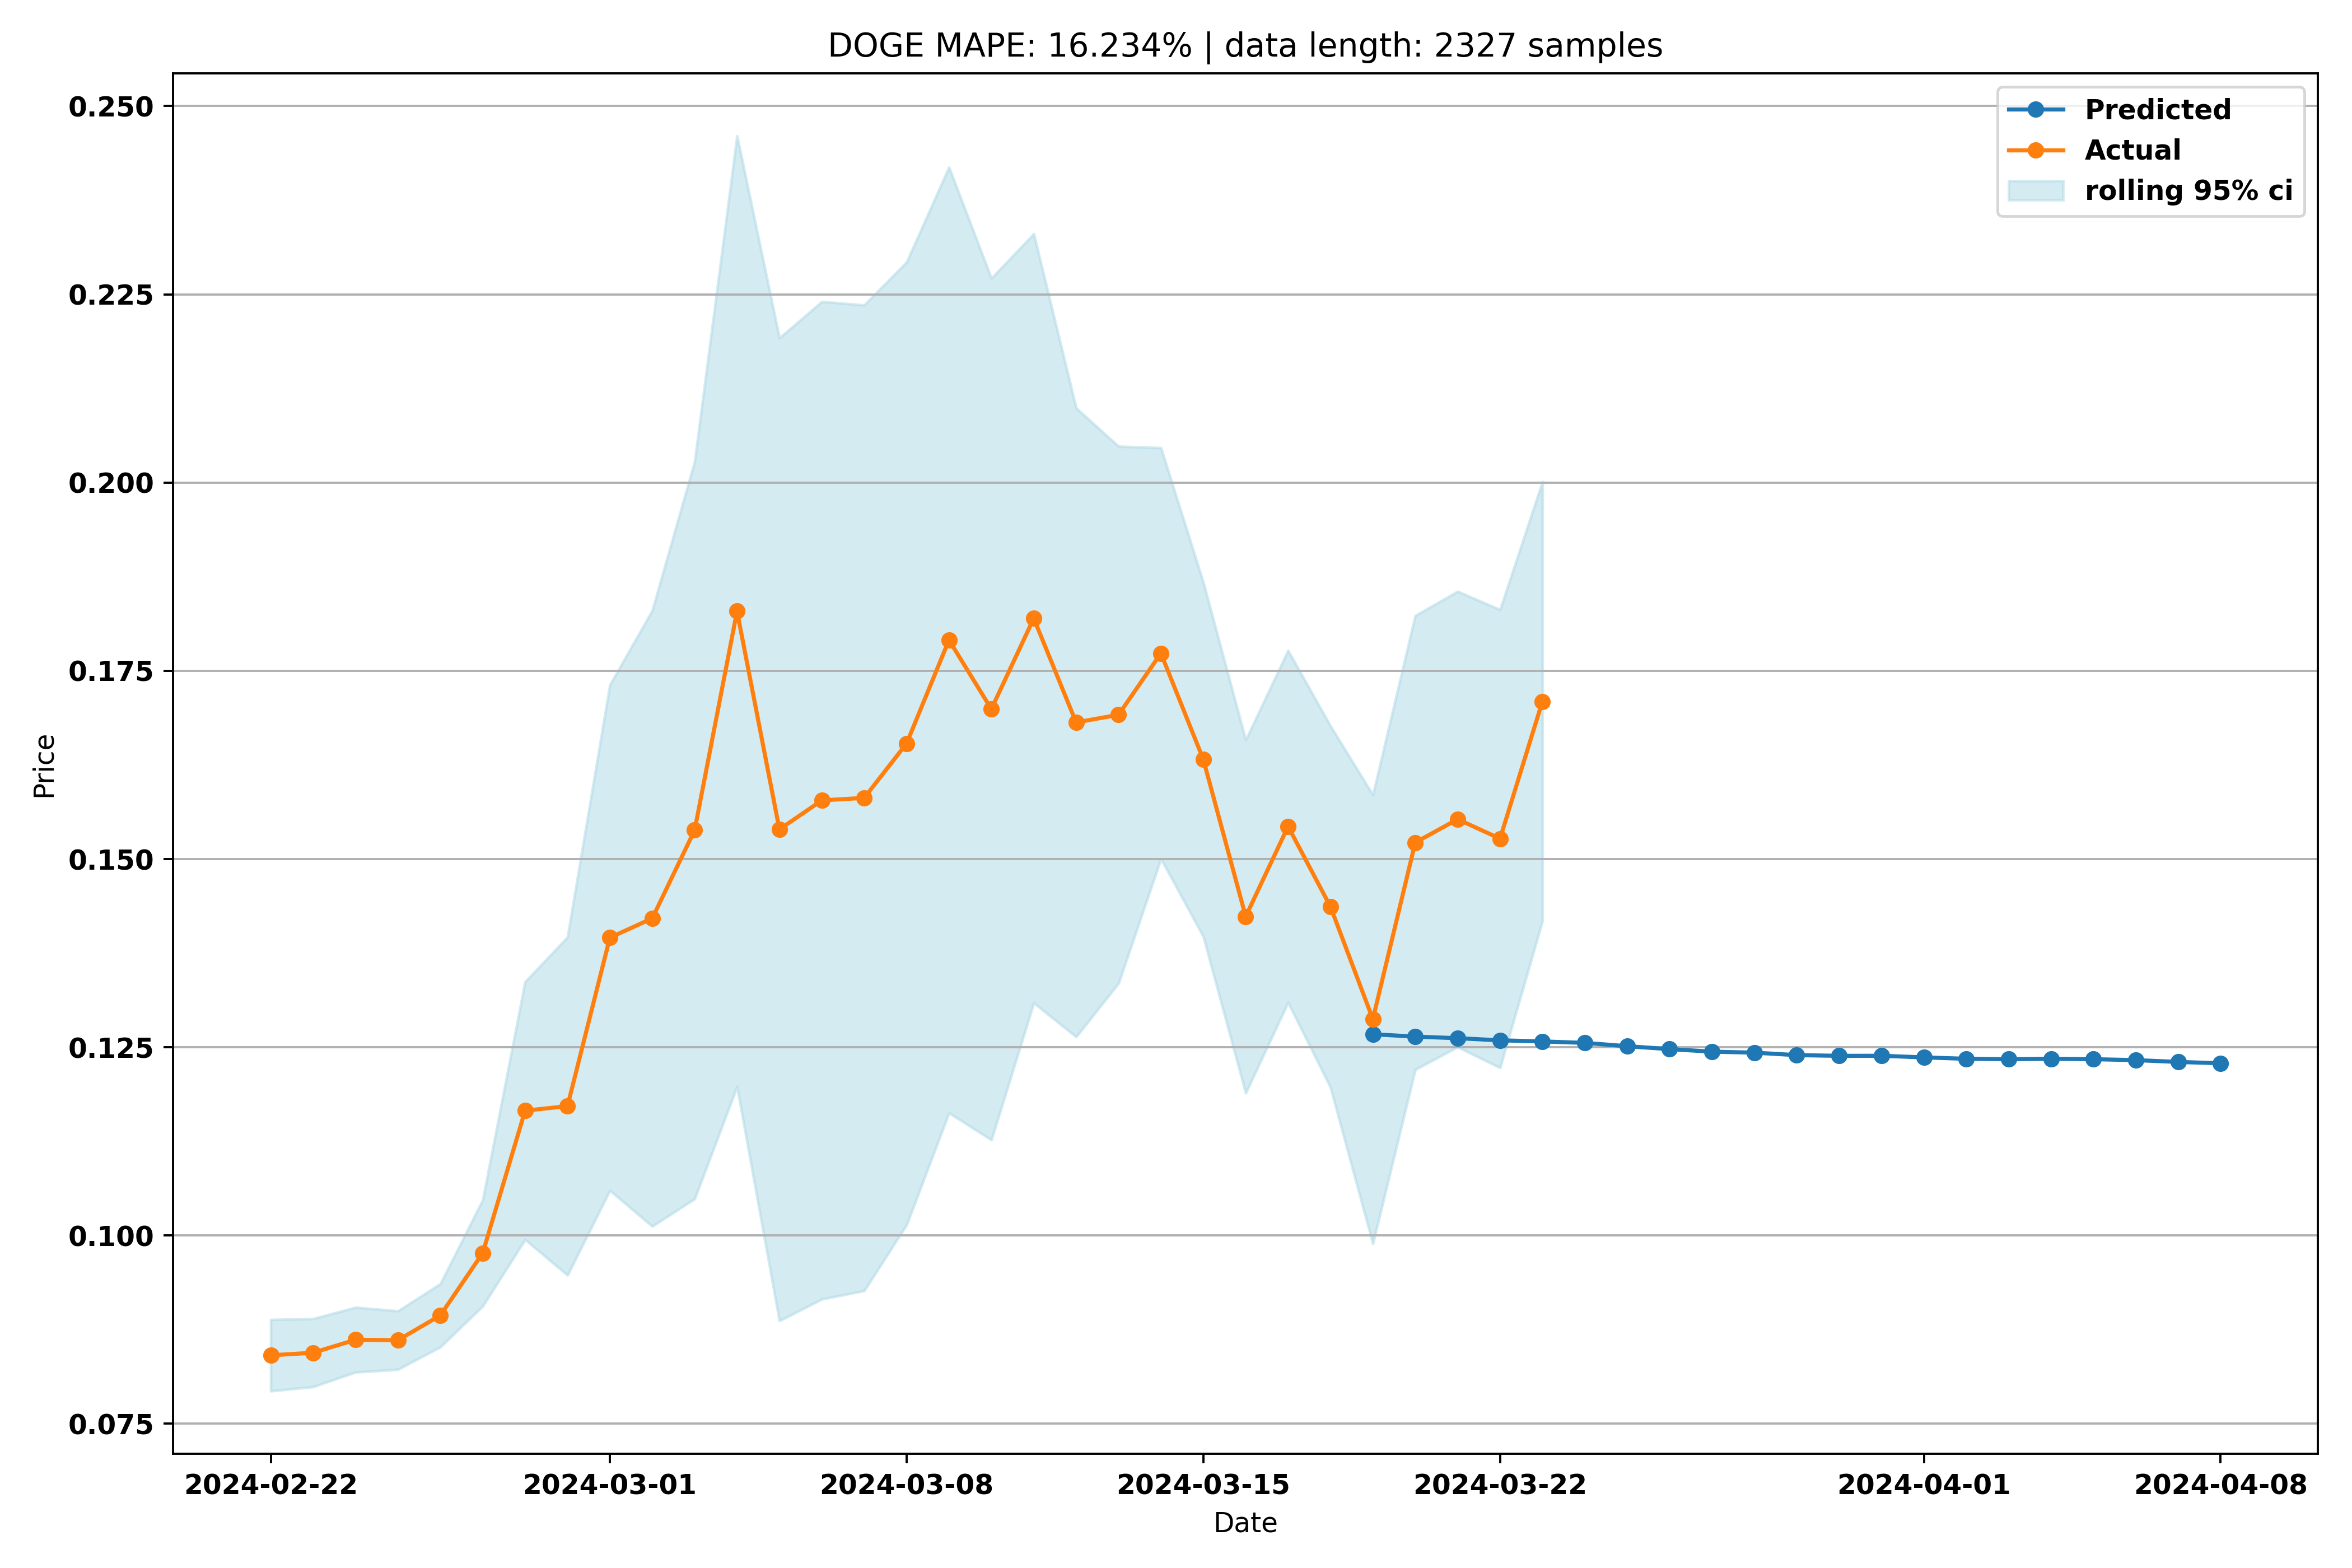 DOGE MAPE: 16.234% | data length: 2327 samples
Predicted
Actual
rolling 95% ci
0.250
0.225
0.200
0.175
0.150
0.125
0.100
0.075
Price
2024-02-22
2024-03-01
2024-03-08
2024-03-15
2024-03-22
2024-04-01
2024-04-08
Date